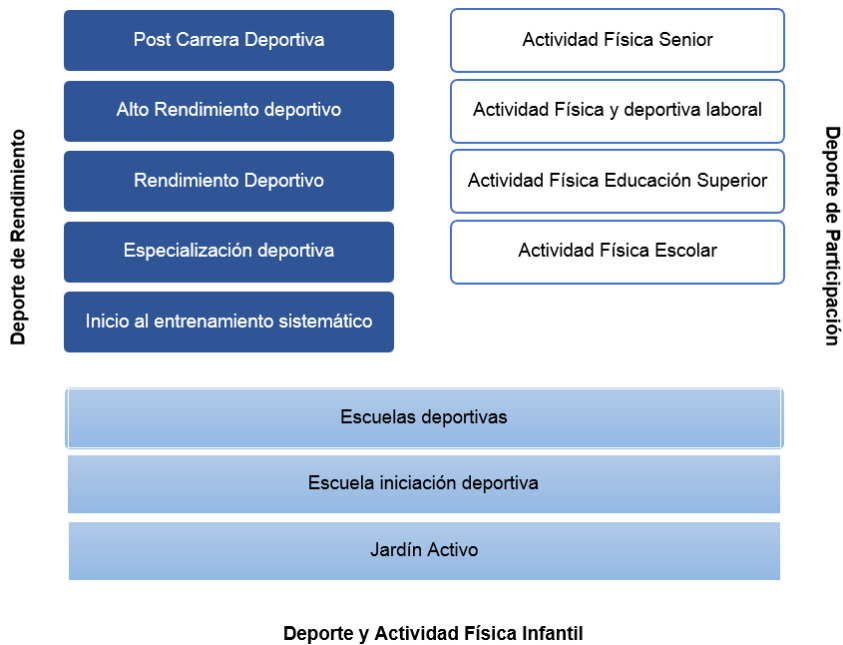 Deporte de Rendimiento
Post Carrera Deportiva
Alto Rendimiento deportivo
Rendimiento Deportivo
Especialización deportiva
Inicio al entrenamiento sistemático
Actividad Física Senior
Actividad Física y deportiva laboral
Actividad Física Educación Superior
Actividad Física Escolar
Deporte de Participación
Escuelas deportivas
Escuela iniciación deportiva
Jardín Activo
Deporte y Actividad Física Infantil